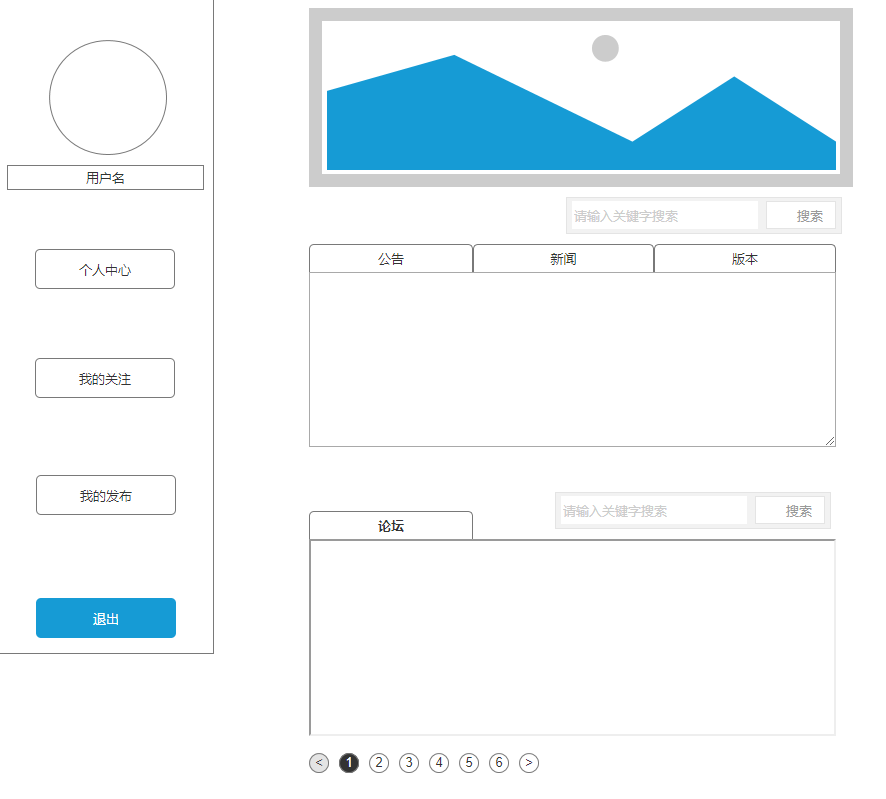 用户名
个人中心
我的关注
我的发布
退出
请输入关键字搜索 搜索
公告 新闻 版本
请输入关键字搜索 搜索
论坛
< 1 2 3 4 5 6 >